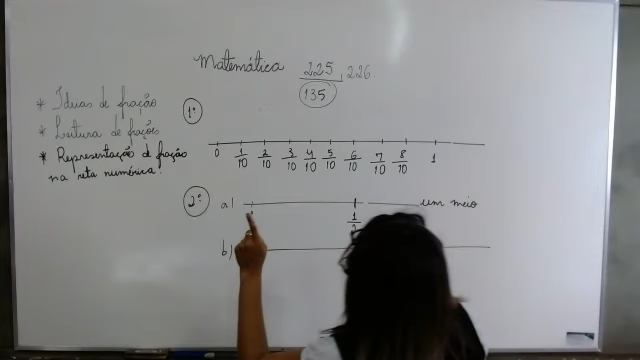 Matemática 225, 226
135
* Ideias de fração
* Leitura de frações
* Representação de fração
na reta numérica.
1º
0 1/10 2/10 3/10 4/10 5/10 6/10 7/10 8/10 1
2º a) 1/2 um meio
b)